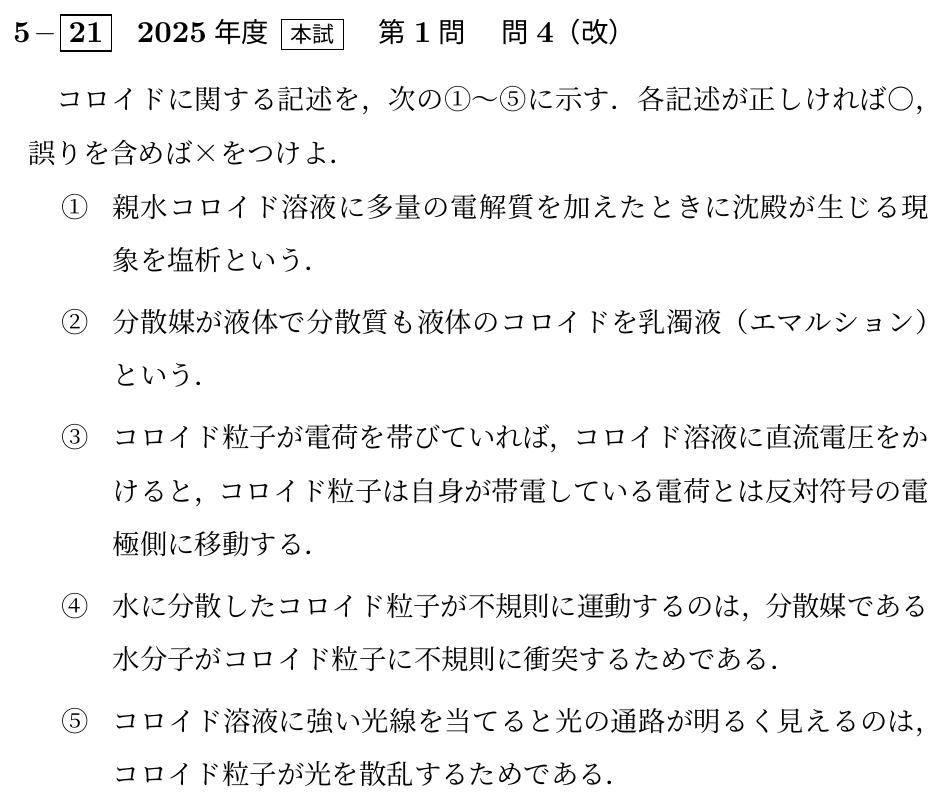 5－21 2025 年度 本試 第 1 問 問 4（改）
コロイドに関する記述を，次の①～⑤に示す．各記述が正しければ〇，
誤りを含めば×をつけよ．
① 親水コロイド溶液に多量の電解質を加えたときに沈殿が生じる現
象を塩析という．
② 分散媒が液体で分散質も液体のコロイドを乳濁液（エマルション）
という．
③ コロイド粒子が電荷を帯びていれば，コロイド溶液に直流電圧をか
けると，コロイド粒子は自身が帯電している電荷とは反対符号の電
極側に移動する．
④ 水に分散したコロイド粒子が不規則に運動するのは，分散媒である
水分子がコロイド粒子に不規則に衝突するためである．
⑤ コロイド溶液に強い光線を当てると光の通路が明るく見えるのは，
コロイド粒子が光を散乱するためである．